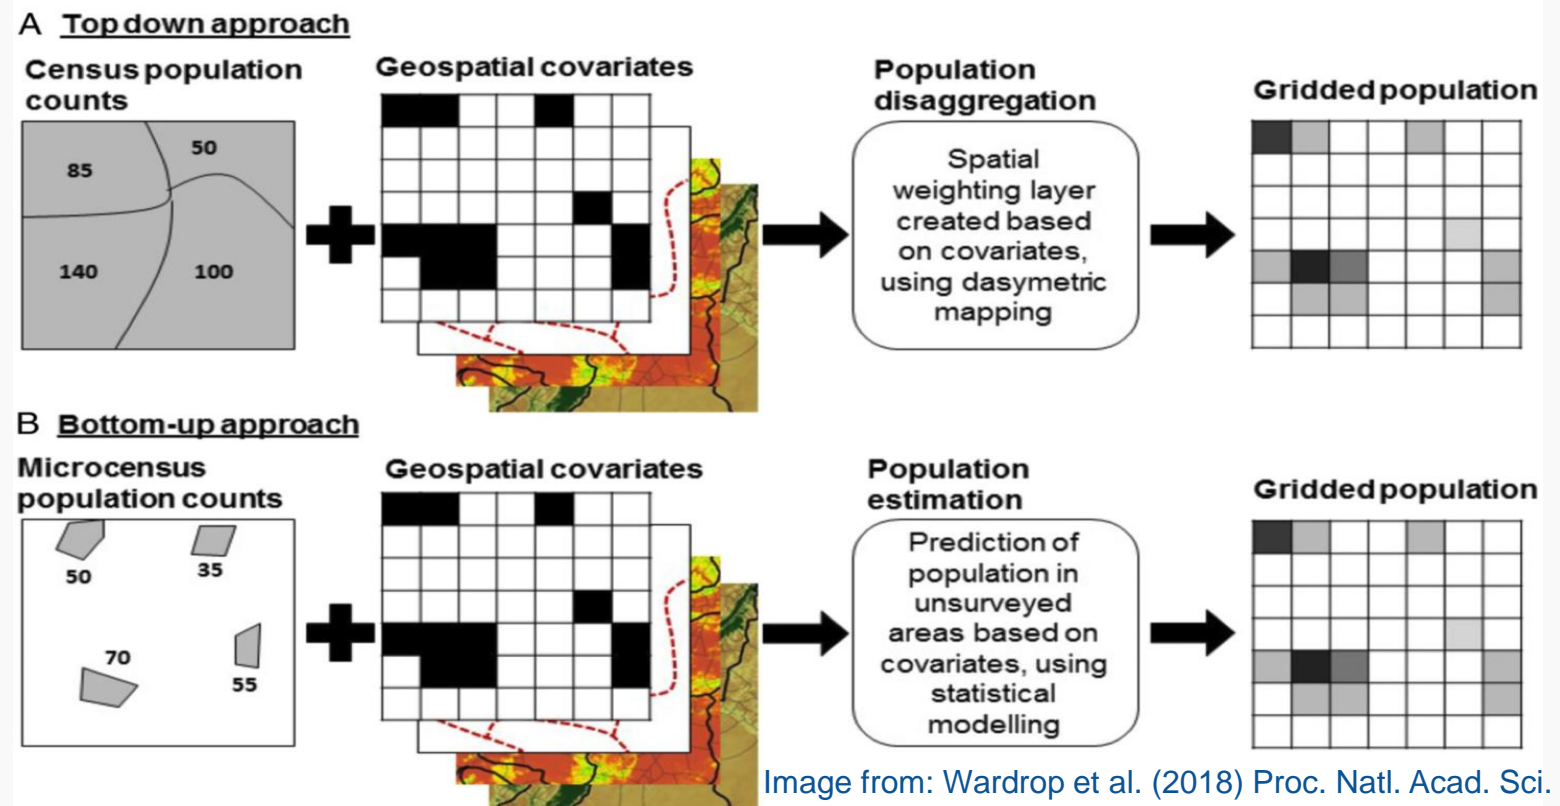 A Top down approach
Census population
counts
85
50
140
100
Geospatial covariates
Population
disaggregation
Spatial
weighting layer
created based
on covariates,
using dasymetric
mapping
Gridded population
B Bottom-up approach
Microcensus
population counts
50
35
70
55
Geospatial covariates
Population
estimation
Prediction of
population in
unsurveyed
areas based on
covariates, using
statistical
modelling
Gridded population
Image from: Wardrop et al. (2018) Proc. Natl. Acad. Sci.